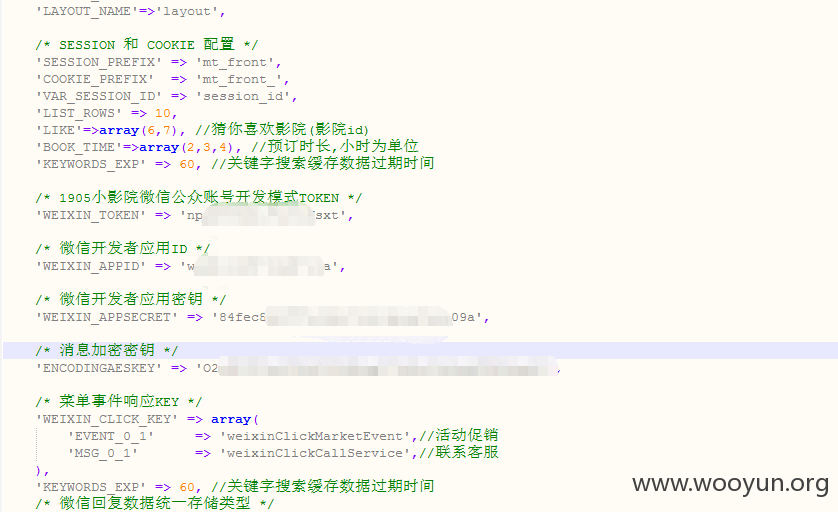 'LAYOUT_NAME'=>'layout',
/* SESSION 和 COOKIE 配置 */
'SESSION_PREFIX' => 'mt_front',
'COOKIE_PREFIX'  => 'mt_front_',
'VAR_SESSION_ID' => 'session_id',
'LIST_ROWS' => 10,
'LIKE'=>array(6,7), //猜你喜欢影院(影院id)
'BOOK_TIME'=>array(2,3,4), //预订时长,小时为单位
'KEYWORDS_EXP' => 60, //关键字搜索缓存数据过期时间
/* 1905小影院微信公众账号开发模式TOKEN */
'WEIXIN_TOKEN' => 'np sxt',
/* 微信开发者应用ID */
'WEIXIN_APPID' => 'w a',
/* 微信开发者应用密钥 */
'WEIXIN_APPSECRET' => '84fec8 09a',
/* 消息加密密钥 */
'ENCODINGAESKEY' => 'O2 ,
/* 菜单事件响应KEY */
'WEIXIN_CLICK_KEY' => array(
'EVENT_0_1'     => 'weixinClickMarketEvent',//活动促销
'MSG_0_1'       => 'weixinClickCallService',//联系客服
),
'KEYWORDS_EXP' => 60, //关键字搜索缓存数据过期时间
/* 微信回复数据统一存储类型 */
www.wooyun.org